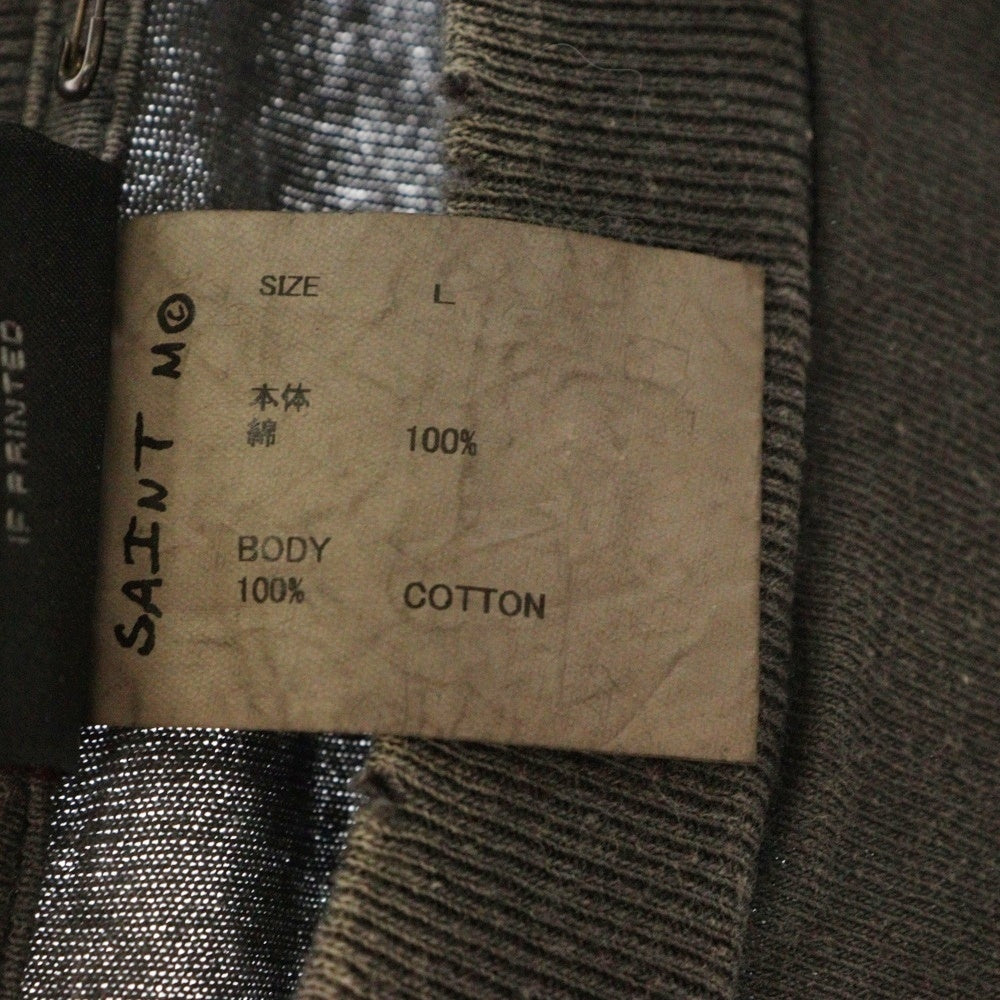 IF PRINTED
SAINT M©
SIZE L
本体
綿 100%
BODY
100% COTTON